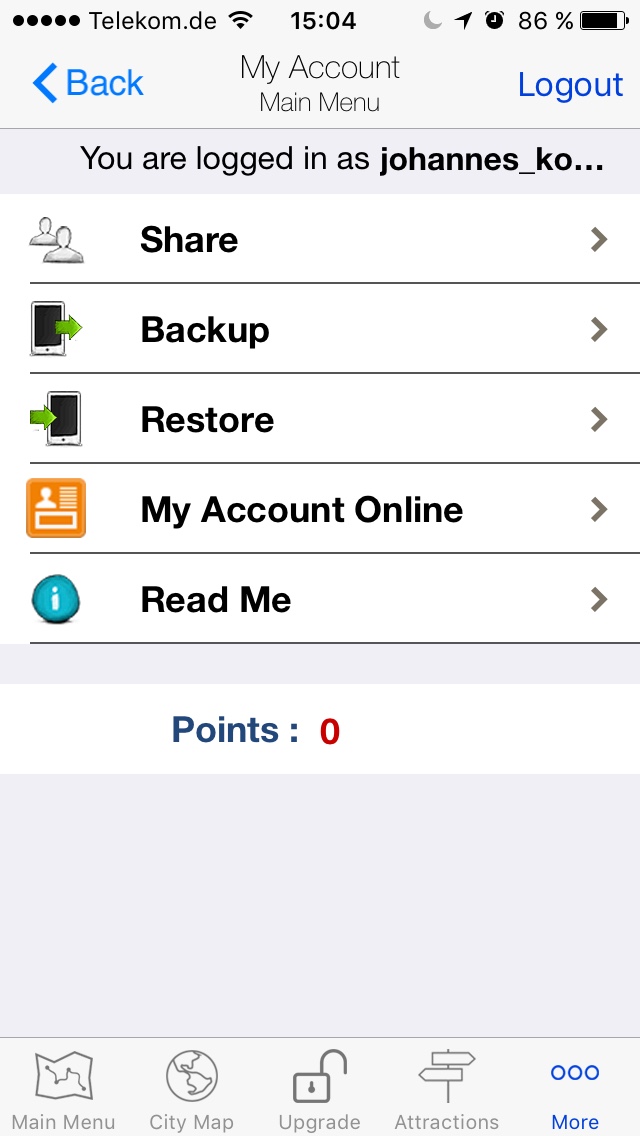 Telekom.de 15:04 86 %
Back My Account Logout
Main Menu
You are logged in as johannes_ko...
Share
Backup
Restore
My Account Online
Read Me
Points : 0
Main Menu City Map Upgrade Attractions More